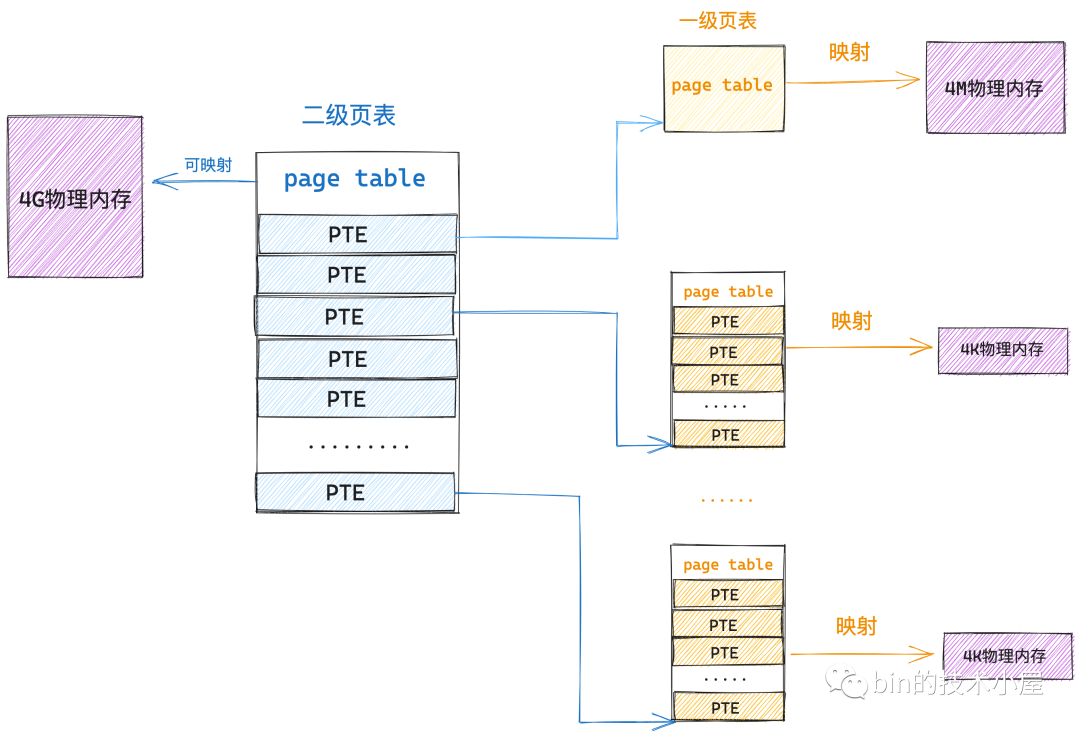 一级页表
page table
映射
4M物理内存
二级页表
4G物理内存
可映射
page table
PTE
PTE
PTE
PTE
PTE
.........
PTE
page table
PTE
PTE
PTE
.....
PTE
映射
4K物理内存
......
page table
PTE
PTE
PTE
.....
PTE
映射
4K物理内存
bin的技术小屋